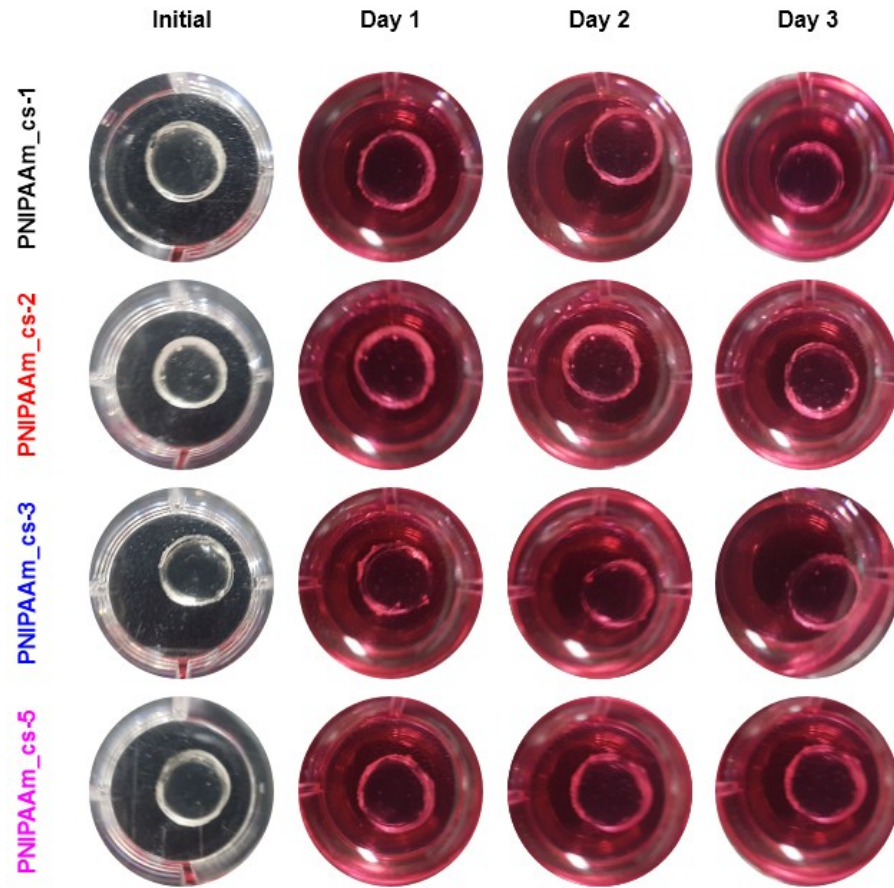 Initial Day 1 Day 2 Day 3
PNIPAAm_cs-1
PNIPAAm_cs-2
PNIPAAm_cs-3
PNIPAAm_cs-5